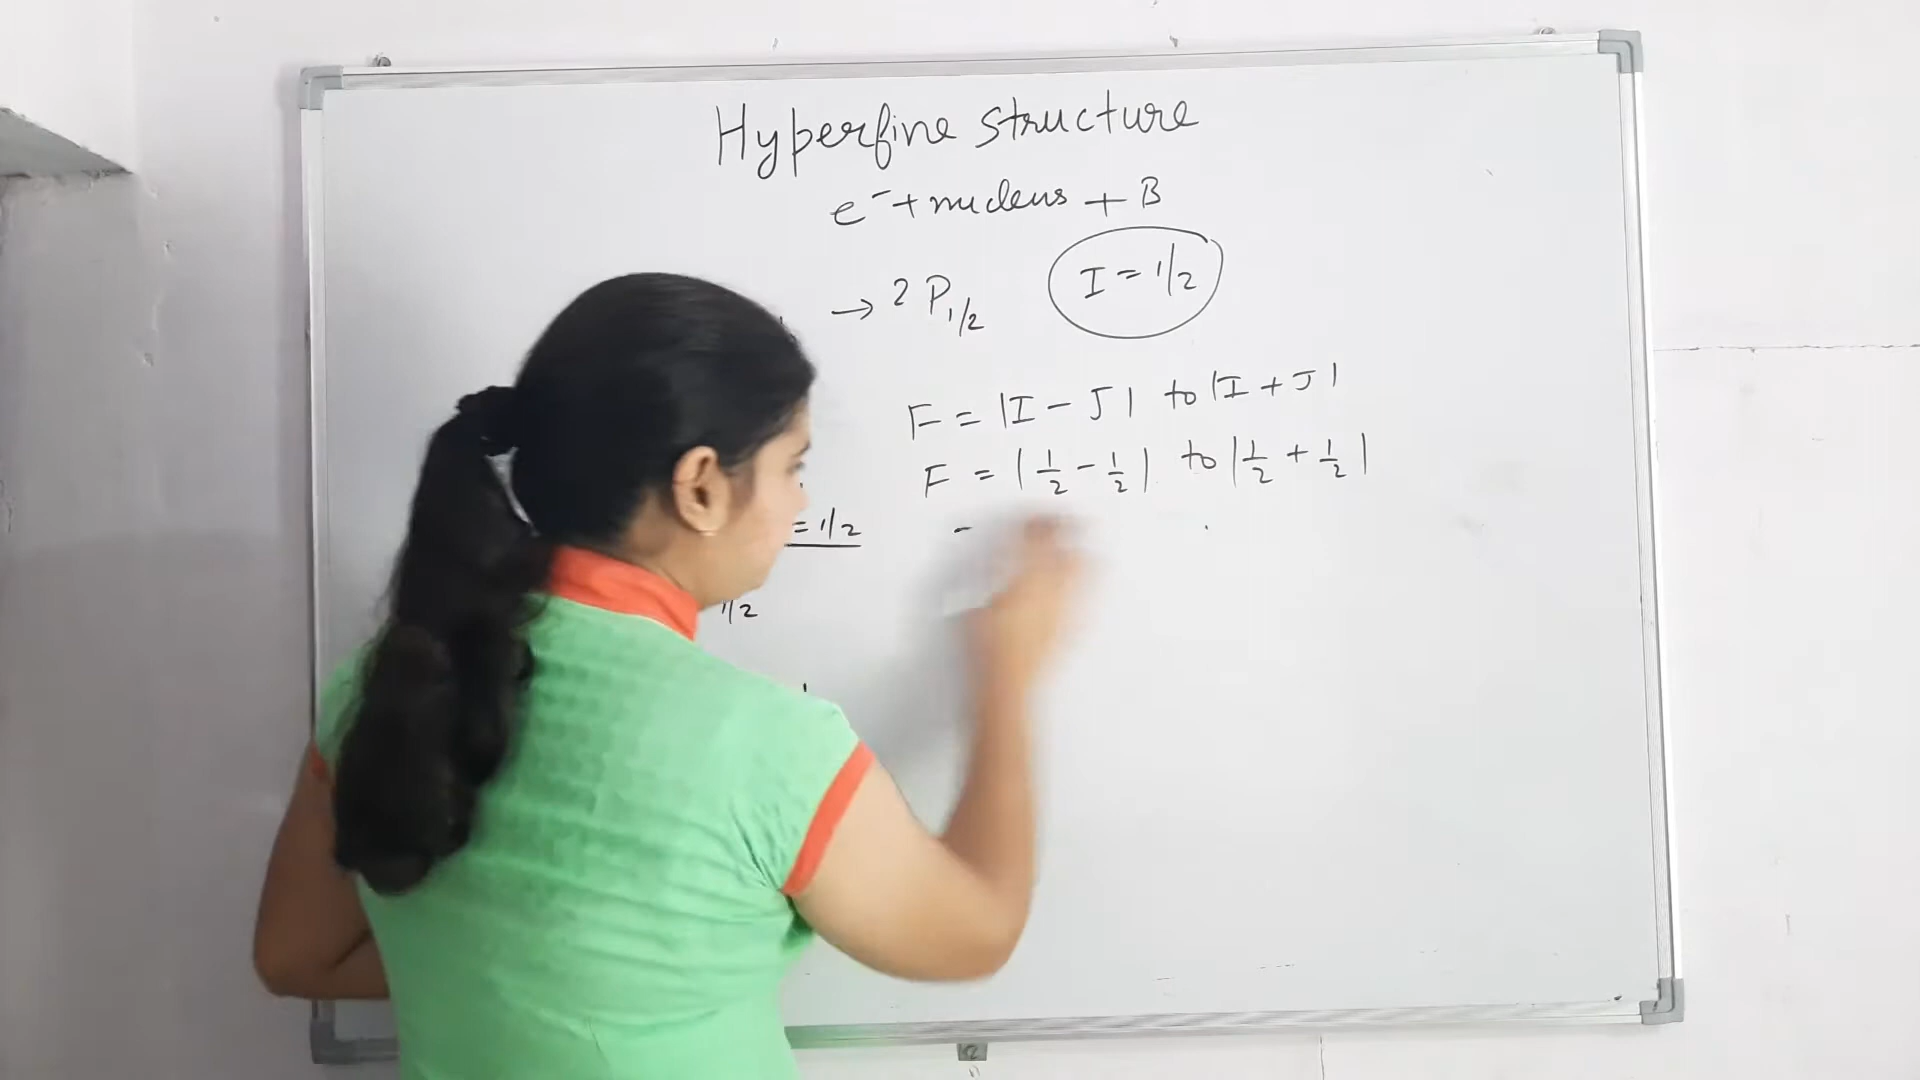 Hyperfine structure
e⁻ + nucleus + B
→ ²P₁/₂ I = 1/2
F = |I - J| to |I + J|
F = |1/2 - 1/2| to |1/2 + 1/2|
= 1/2
1/2